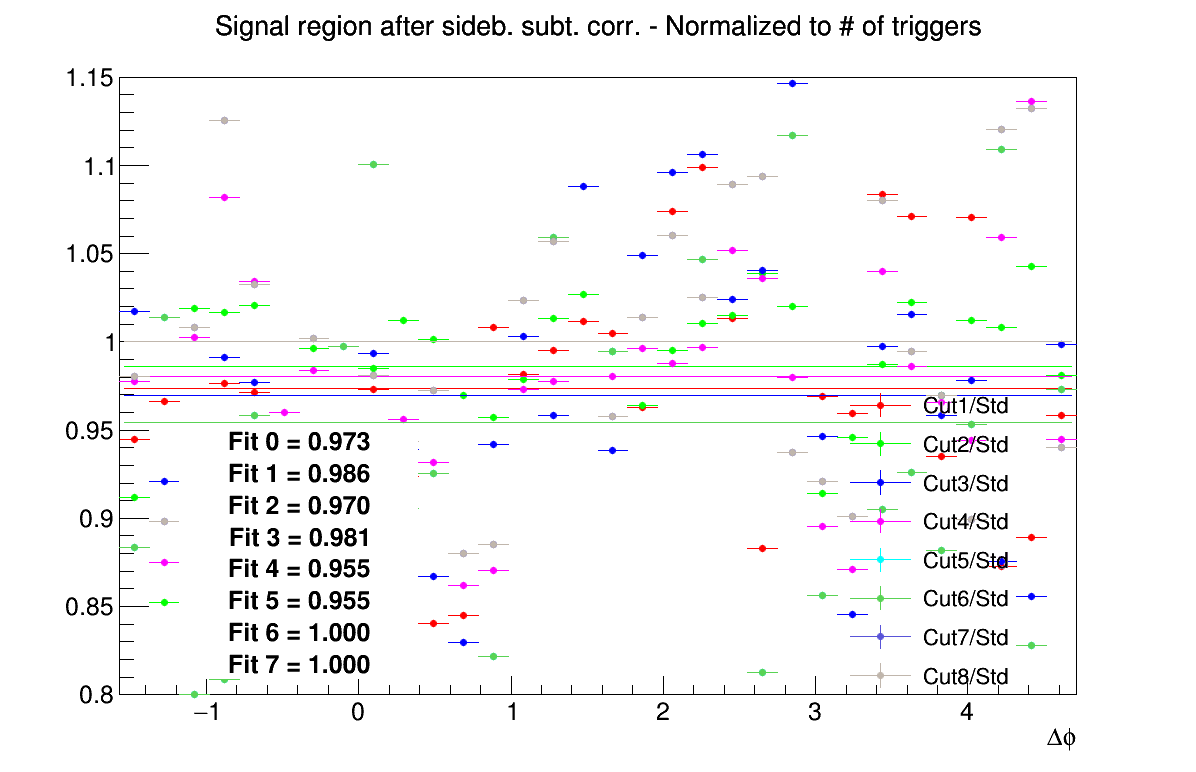 Signal region after sideb. subt. corr. - Normalized to # of triggers
1.15
1.1
1.05
1
0.95
0.9
0.85
0.8
Fit 0 = 0.973
Fit 1 = 0.986
Fit 2 = 0.970
Fit 3 = 0.981
Fit 4 = 0.955
Fit 5 = 0.955
Fit 6 = 1.000
Fit 7 = 1.000
Cut1/Std
Cut2/Std
Cut3/Std
Cut4/Std
Cut5/Std
Cut6/Std
Cut7/Std
Cut8/Std
−1 0 1 2 3 4
Δϕ